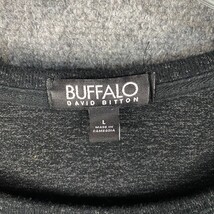 BUFFALO
DAVID BITTON
L
MADE IN
CAMBODIA